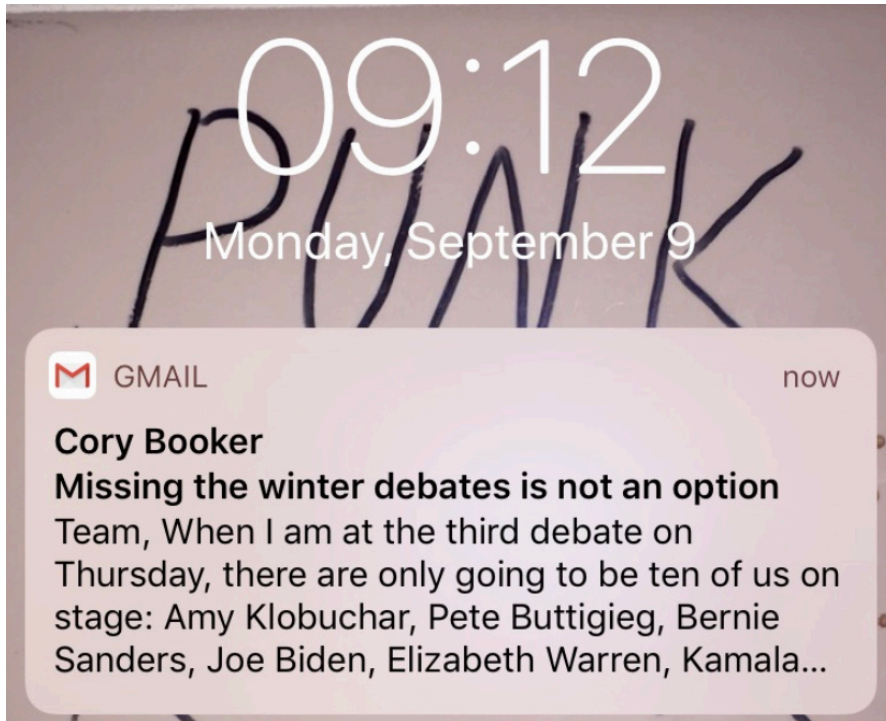 09:12
PUNK
Monday, September 9
GMAIL now
Cory Booker
Missing the winter debates is not an option
Team, When I am at the third debate on
Thursday, there are only going to be ten of us on
stage: Amy Klobuchar, Pete Buttigieg, Bernie
Sanders, Joe Biden, Elizabeth Warren, Kamala...